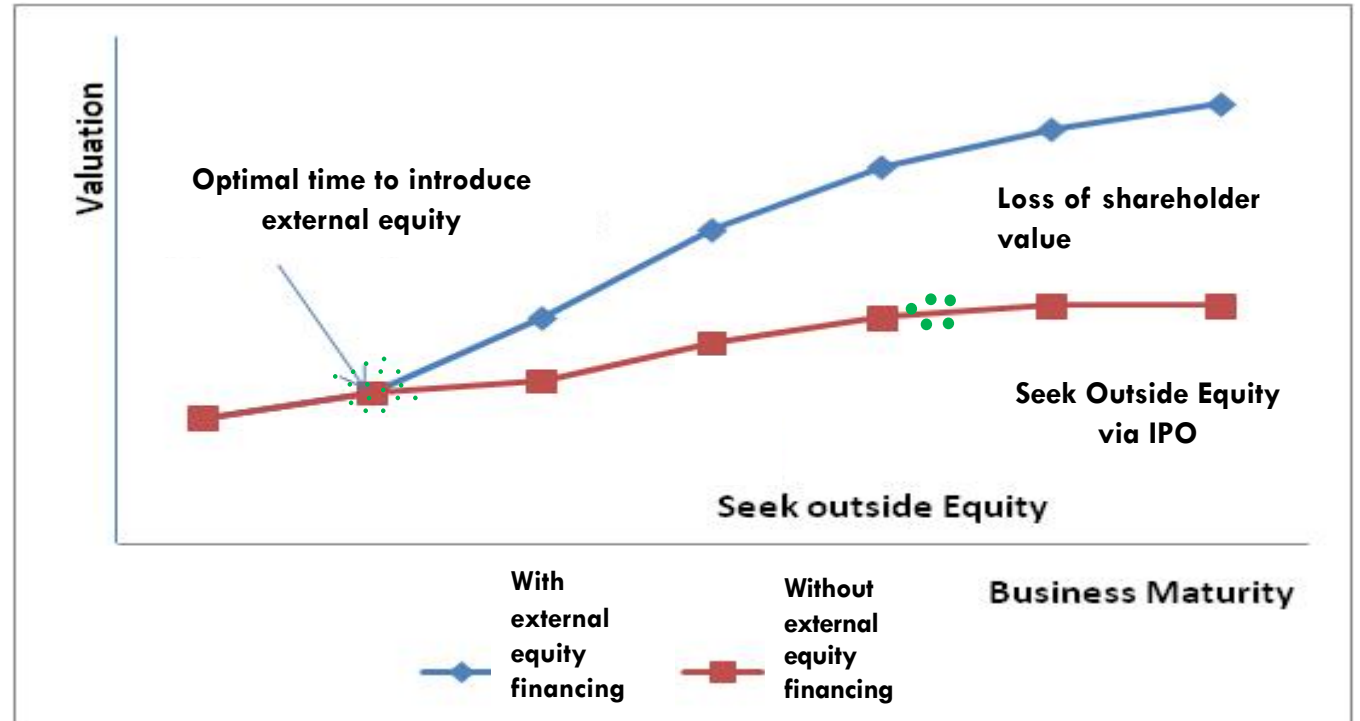 Valuation
Optimal time to introduce
external equity
Loss of shareholder
value
Seek Outside Equity
via IPO
Seek outside Equity
Business Maturity
With
external
equity
financing
Without
external
equity
financing